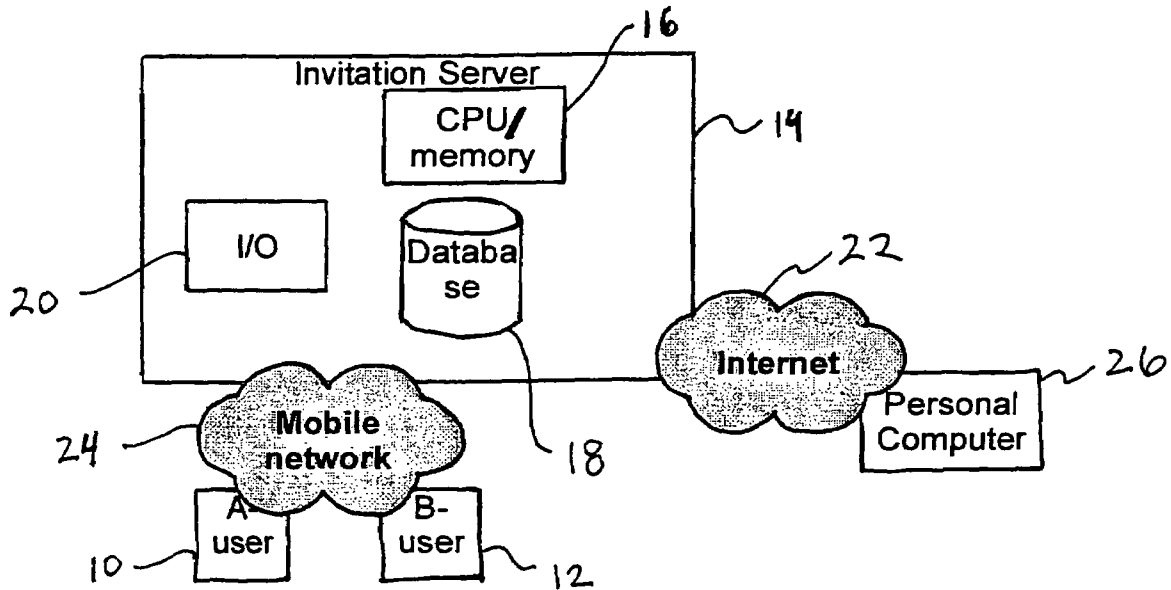 16
Invitation Server
CPU/
memory
14
I/O
Databa
se
20
22
Internet
26
Personal
Computer
Mobile
network
24
18
A-
user
B-
user
10
12